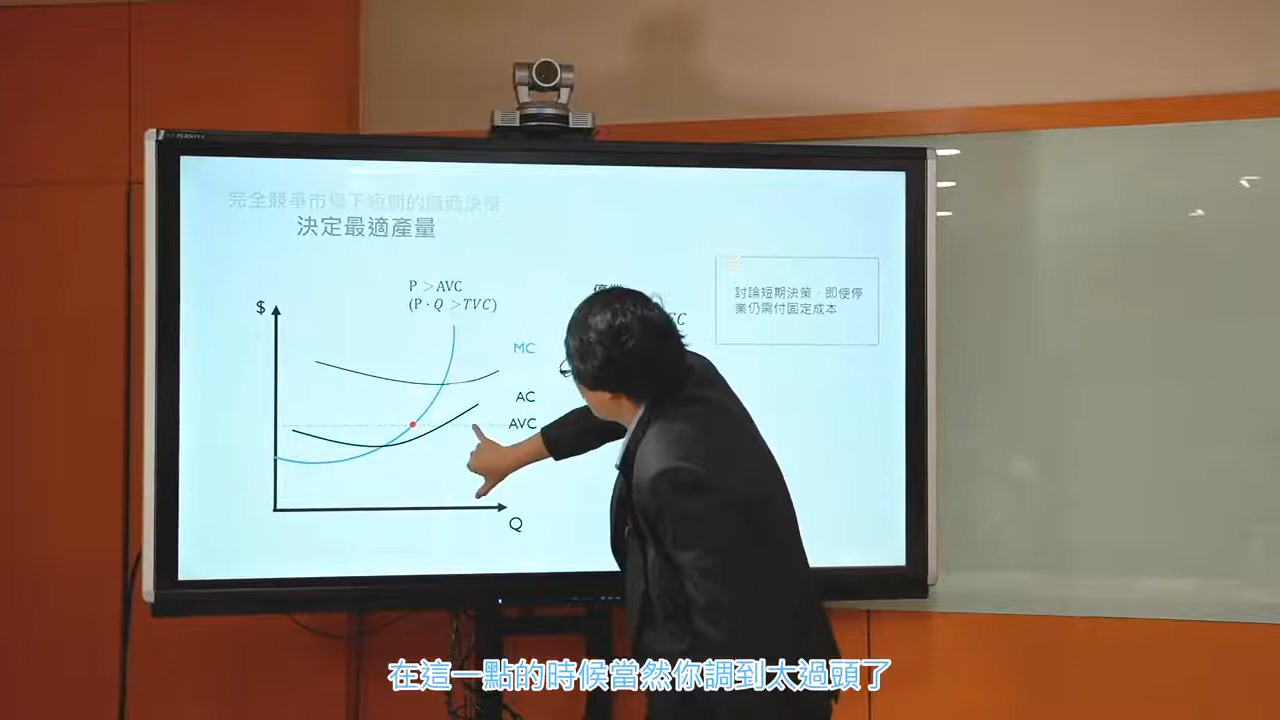 完全競爭市場下短期的廠商決策
決定最適產量
P > AVC
(P · Q > TVC)
$
MC
AC
AVC
Q
討論短期決策，即使停
業仍需付固定成本
在這一點的時候當然你調到太過頭了